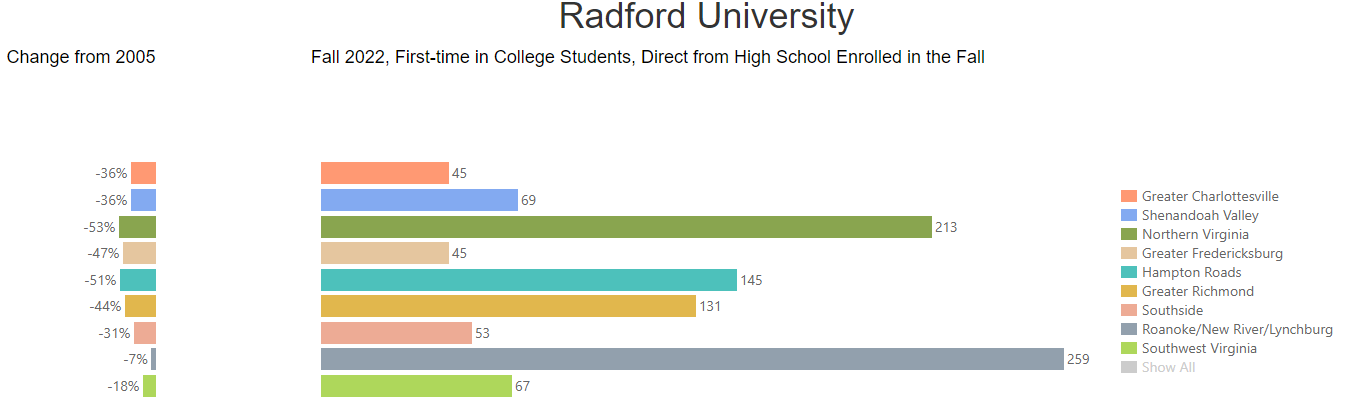 Radford University
Change from 2005
Fall 2022, First-time in College Students, Direct from High School Enrolled in the Fall
-36% 45
-36% 69
-53% 213
-47% 45
-51% 145
-44% 131
-31% 53
-7% 259
-18% 67
Greater Charlottesville
Shenandoah Valley
Northern Virginia
Greater Fredericksburg
Hampton Roads
Greater Richmond
Southside
Roanoke/New River/Lynchburg
Southwest Virginia
Show All